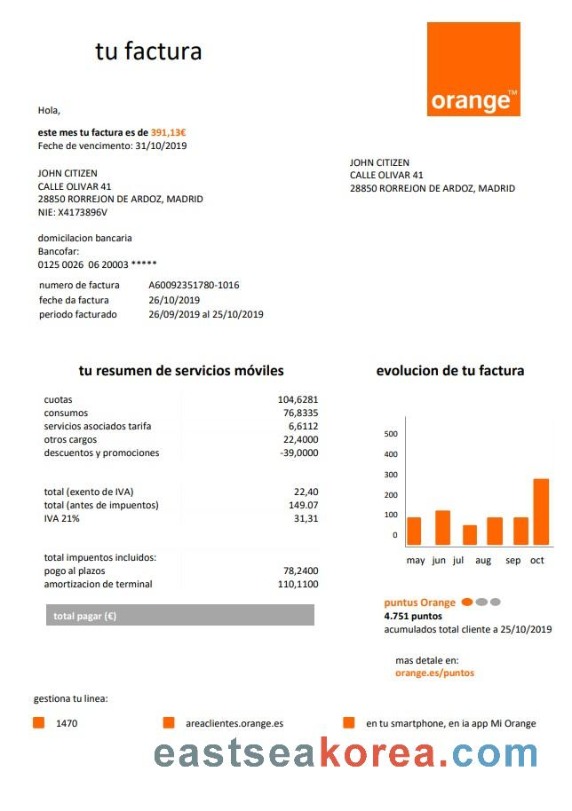 tu factura
orange™
Hola,
este mes tu factura es de 391,13€
Feche de vencimento: 31/10/2019
JOHN CITIZEN
CALLE OLIVAR 41
28850 RORREJON DE ARDOZ, MADRID
JOHN CITIZEN
CALLE OLIVAR 41
28850 RORREJON DE ARDOZ, MADRID
NIE: X4173896V
domicilacion bancaria
Bancofar:
0125 0026 06 20003 *****
numero de factura A60092351780-1016
feche da factura 26/10/2019
periodo facturado 26/09/2019 al 25/10/2019
tu resumen de servicios móviles
cuotas 104,6281
consumos 76,8335
servicios asociados tarifa 6,6112
otros cargos 22,4000
descuentos y promociones -39,0000
total (exento de IVA) 22,40
total (antes de impuentos) 149.07
IVA 21% 31,31
total impuentos incluidos:
pogo al plazos 78,2400
amortizacion de terminal 110,1100
total pagar (€)
evolucion de tu factura
500
400
300
200
100
0
may jun jul aug sep oct
puntus Orange
4.751 puntos
acumulados total cliente a 25/10/2019
mas detale en:
orange.es/puntos
gestiona tu linea:
1470 areaclientes.orange.es en tu smartphone, en ia app Mi Orange
eastseakorea.com